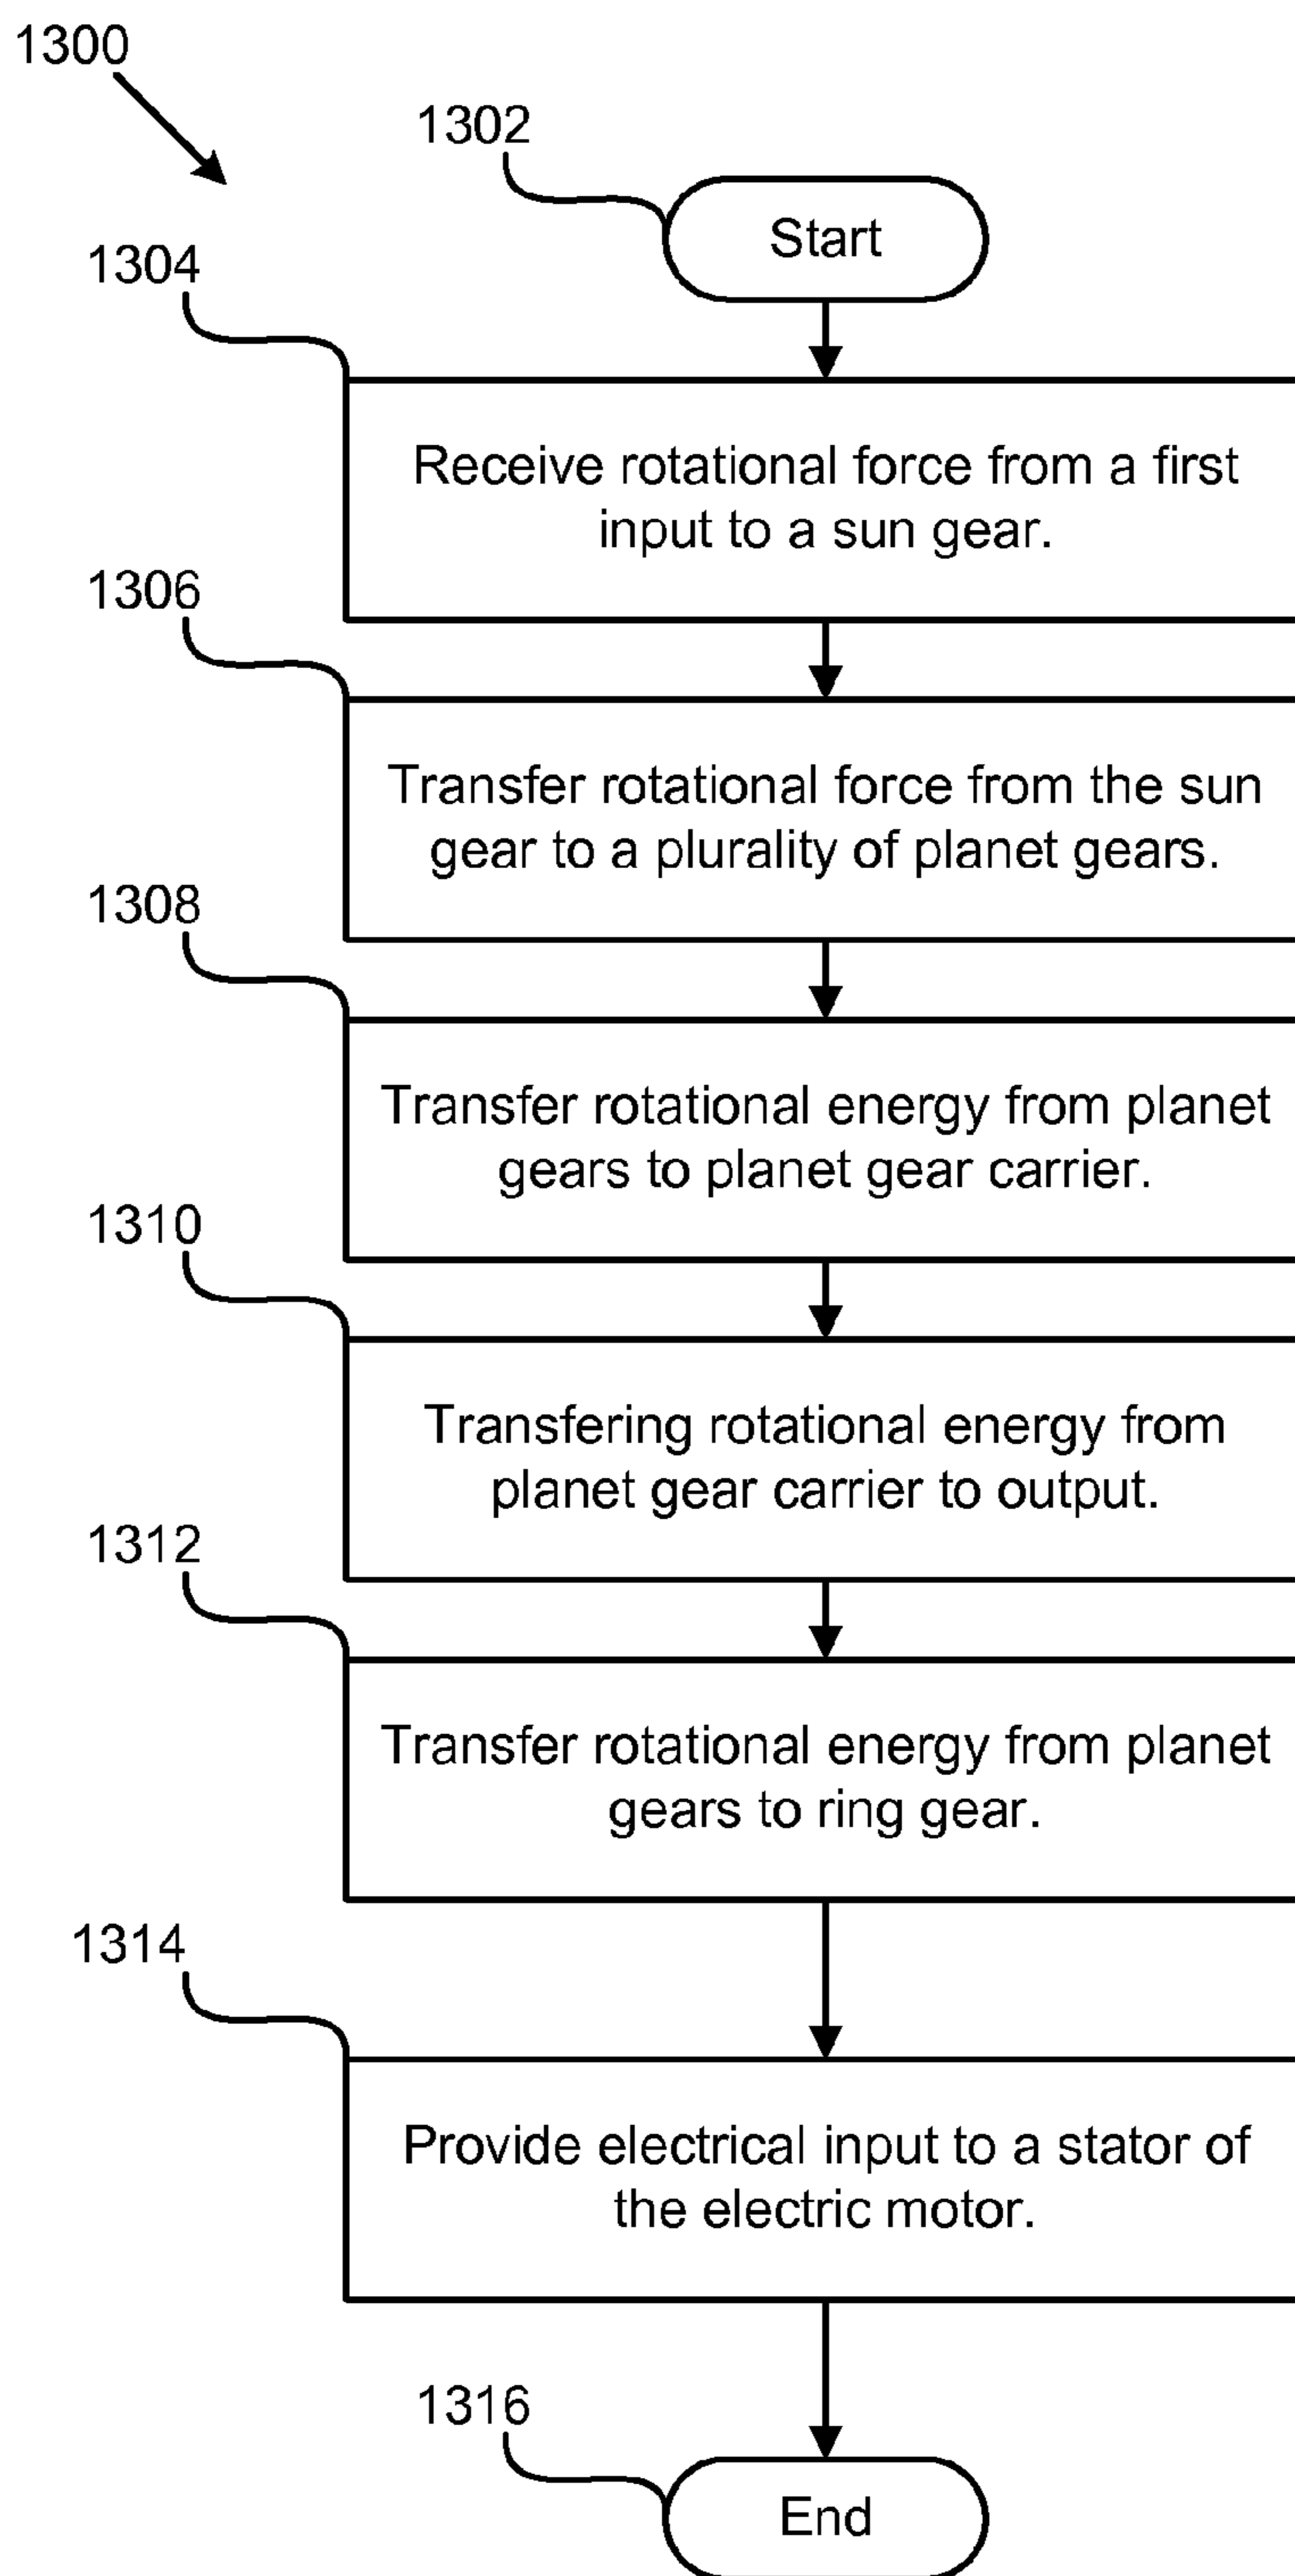 1300
1302
Start
1304
Receive rotational force from a first
input to a sun gear.
1306
Transfer rotational force from the sun
gear to a plurality of planet gears.
1308
Transfer rotational energy from planet
gears to planet gear carrier.
1310
Transfering rotational energy from
planet gear carrier to output.
1312
Transfer rotational energy from planet
gears to ring gear.
1314
Provide electrical input to a stator of
the electric motor.
1316
End